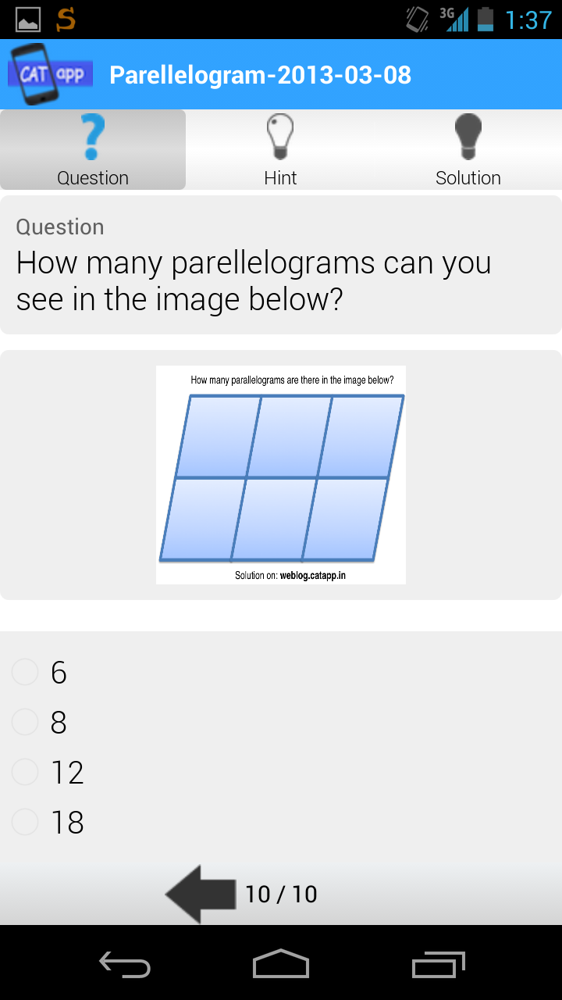 3G 1:37
CAT app Parellelogram-2013-03-08
Question Hint Solution
Question
How many parellelograms can you
see in the image below?
How many parallelograms are there in the image below?
Solution on: weblog.catapp.in
6
8
12
18
10 / 10